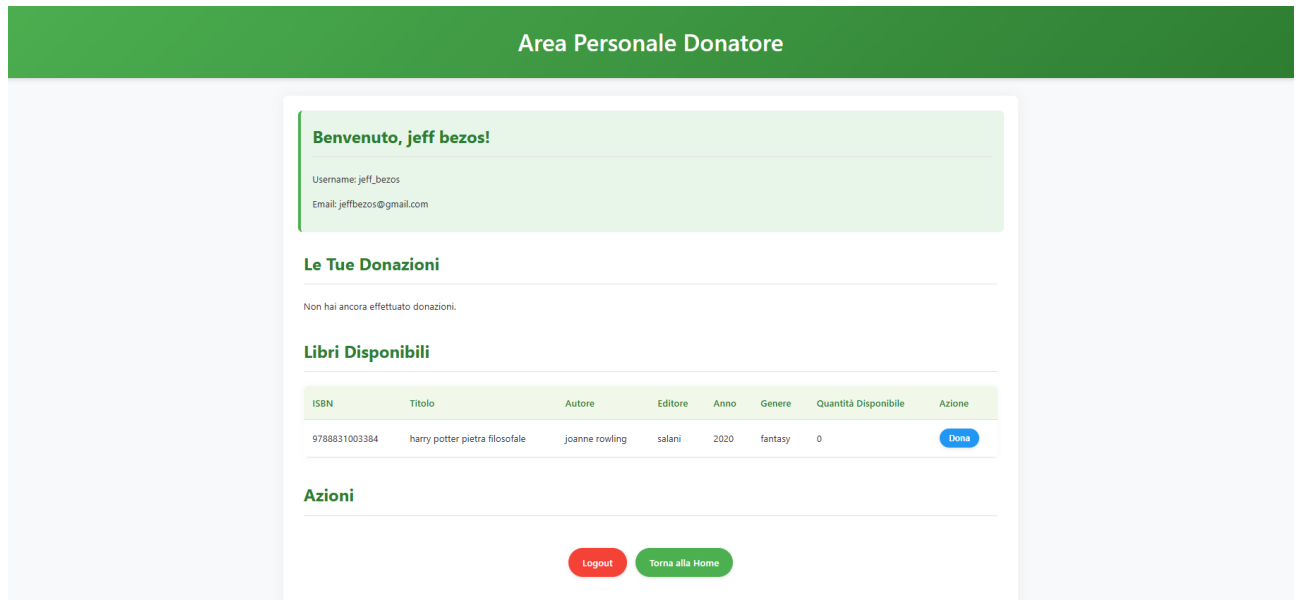 Area Personale Donatore
Benvenuto, jeff bezos!
Username: jeff_bezos
Email: jeffbezos@gmail.com
Le Tue Donazioni
Non hai ancora effettuato donazioni.
Libri Disponibili
ISBN Titolo Autore Editore Anno Genere Quantità Disponibile Azione
9788831003384 harry potter pietra filosofale joanne rowling salani 2020 fantasy 0 Dona
Azioni
Logout Torna alla Home